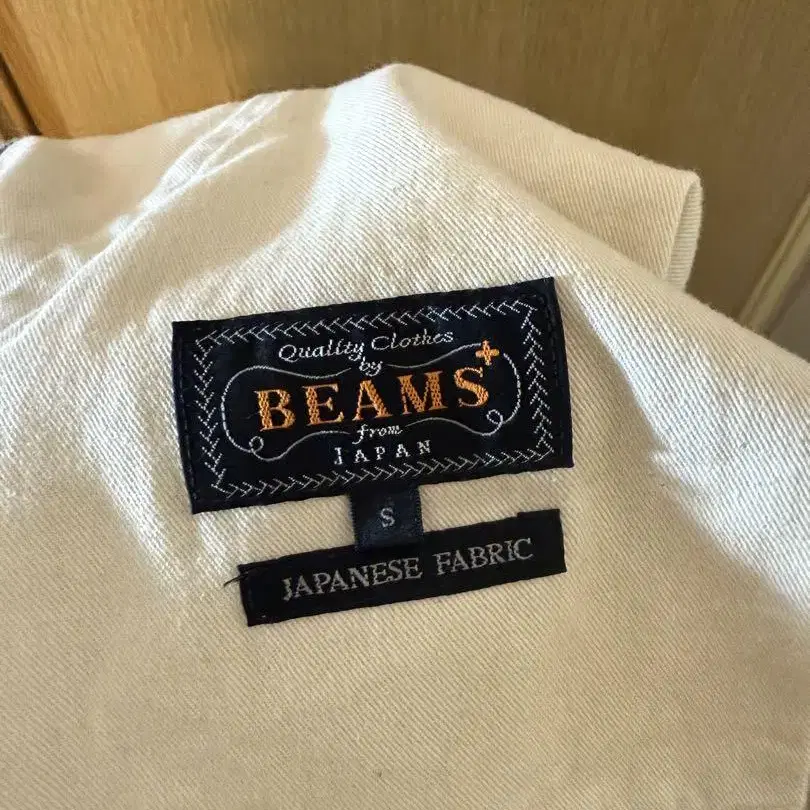 Quality Clothes
by
BEAMS+
from
JAPAN
S
JAPANESE FABRIC